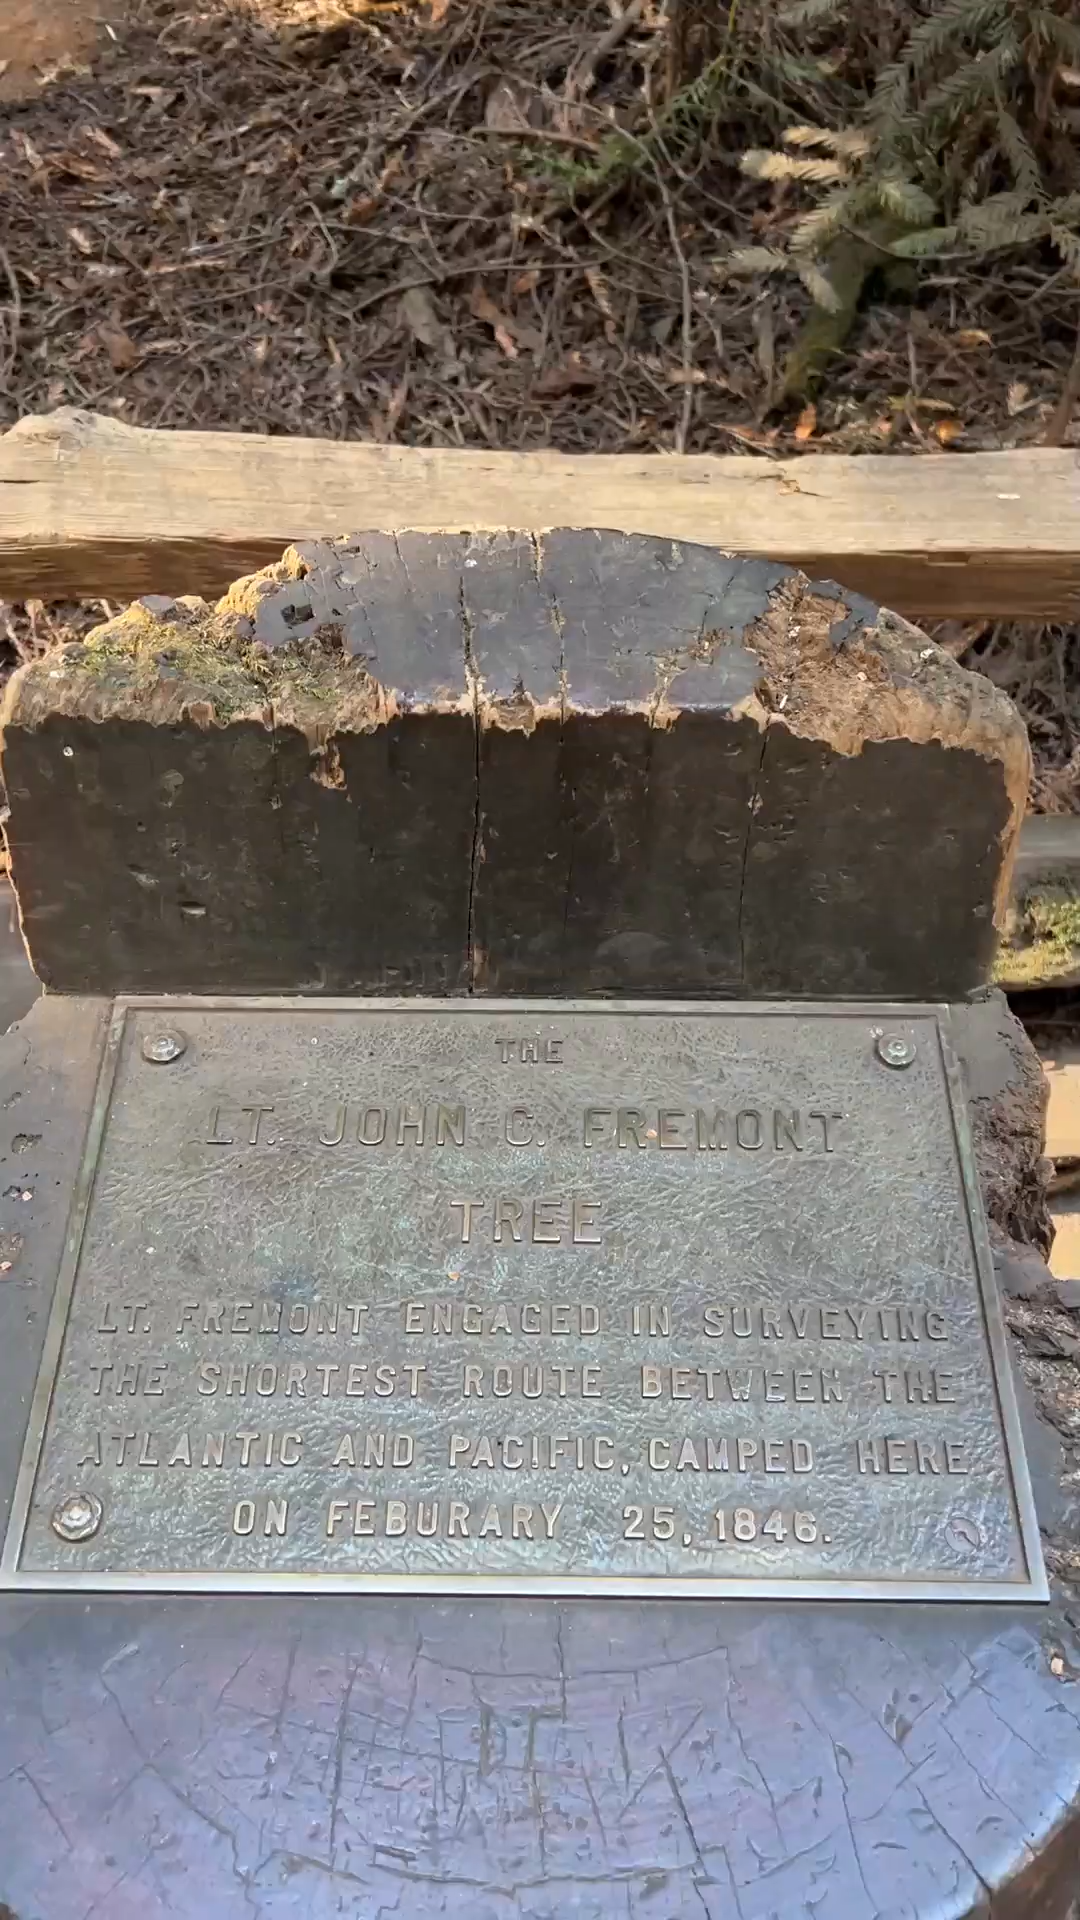 THE
LT. JOHN C. FREMONT
TREE
LT. FREMONT ENGAGED IN SURVEYING
THE SHORTEST ROUTE BETWEEN THE
ATLANTIC AND PACIFIC, CAMPED HERE
ON FEBURARY 25, 1846.